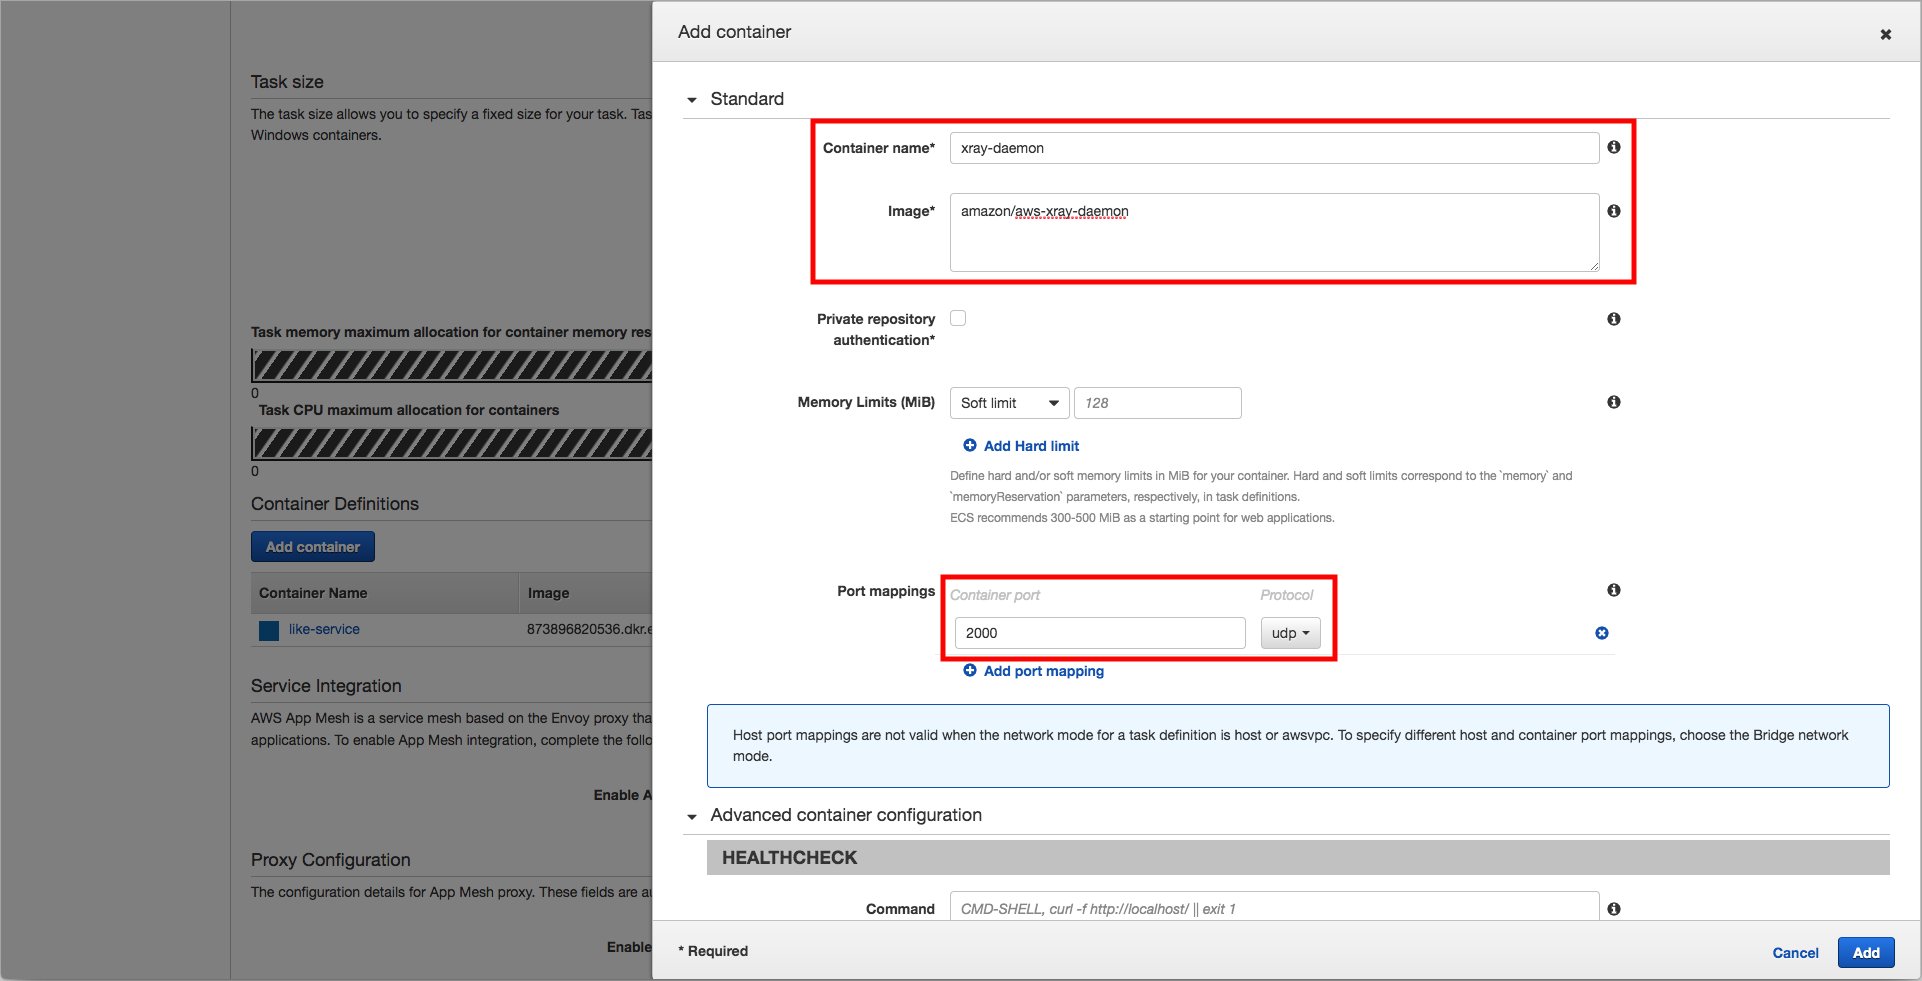 Task size
The task size allows you to specify a fixed size for your task. Tas
Windows containers.
Task memory maximum allocation for container memory res
0
Task CPU maximum allocation for containers
0
Container Definitions
Add container
Container Name
Image
like-service
873896820536.dkr.e
Service Integration
AWS App Mesh is a service mesh based on the Envoy proxy tha
applications. To enable App Mesh integration, complete the follo
Enable A
Proxy Configuration
The configuration details for App Mesh proxy. These fields are au
Enable
Add container
Standard
Container name*
xray-daemon
Image*
amazon/aws-xray-daemon
Private repository
authentication*
Memory Limits (MiB)
Soft limit
128
Add Hard limit
Define hard and/or soft memory limits in MiB for your container. Hard and soft limits correspond to the `memory` and
`memoryReservation` parameters, respectively, in task definitions.
ECS recommends 300-500 MiB as a starting point for web applications.
Port mappings
Container port
Protocol
2000
udp
Add port mapping
Host port mappings are not valid when the network mode for a task definition is host or awsvpc. To specify different host and container port mappings, choose the Bridge network
mode.
Advanced container configuration
HEALTHCHECK
Command
CMD-SHELL, curl -f http://localhost/ || exit 1
* Required
Cancel
Add